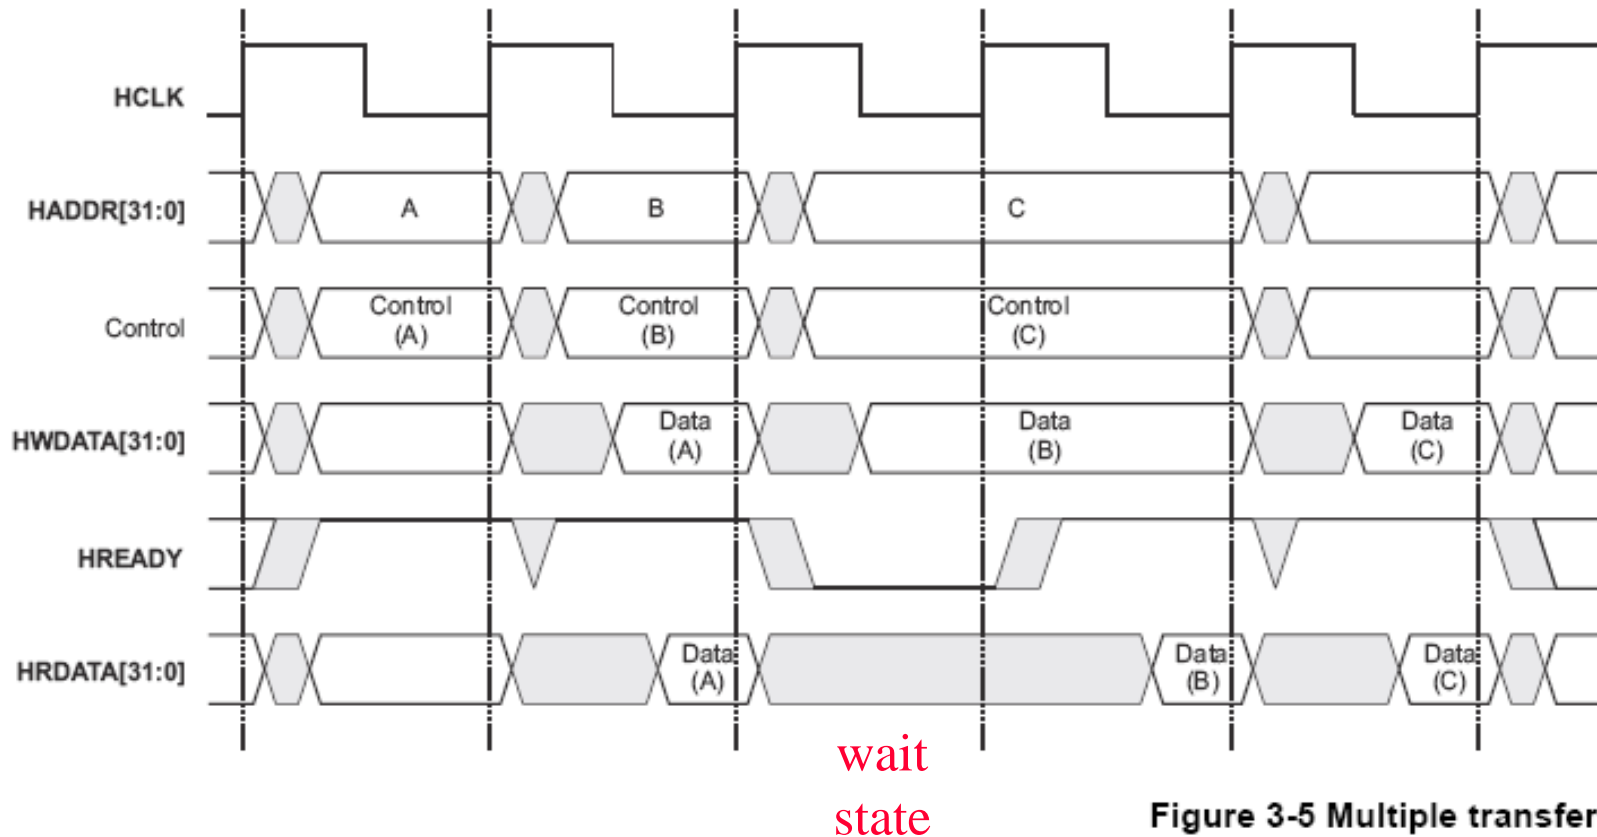 HCLK
HADDR[31:0]
A
B
C
Control
Control
(A)
Control
(B)
Control
(C)
HWDATA[31:0]
Data
(A)
Data
(B)
Data
(C)
HREADY
HRDATA[31:0]
Data
(A)
Data
(B)
Data
(C)
wait
state
Figure 3-5 Multiple transfer